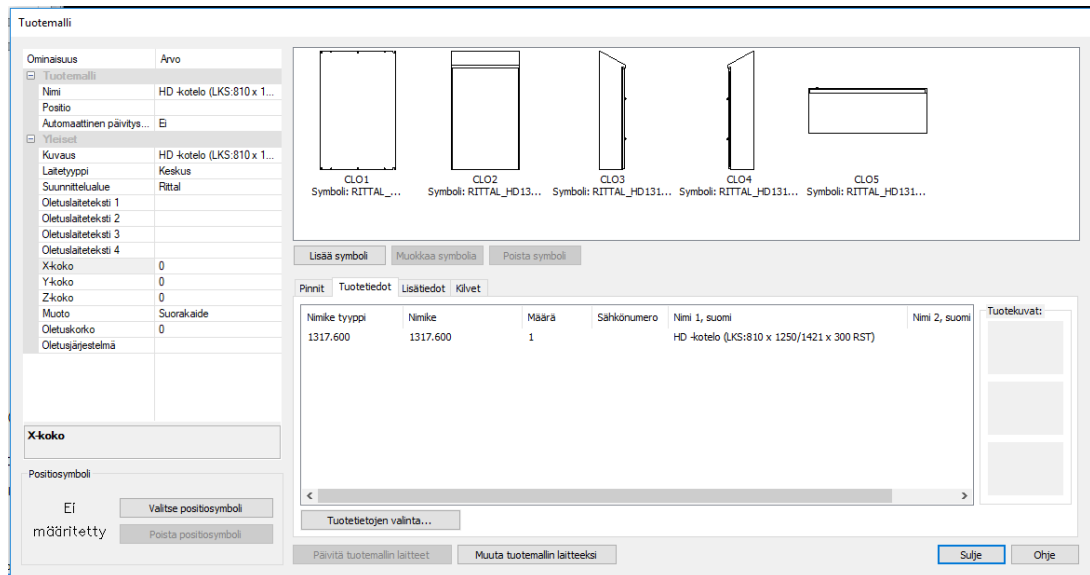 Tuotemalli
Ominaisuus Arvo
Tuotemalli
Nimi HD -kotelo (LKS:810 x 1...
Positio
Automaattinen päivitys... Ei
Yleiset
Kuvaus HD -kotelo (LKS:810 x 1...
Laitetyyppi Keskus
Suunnittelualue Rittal
Oletuslaiteteksti 1
Oletuslaiteteksti 2
Oletuslaiteteksti 3
Oletuslaiteteksti 4
X-koko 0
Y-koko 0
Z-koko 0
Muoto Suorakaide
Oletuskorko 0
Oletusjärjestelmä
X-koko
Positiosymboli
Ei
määritetty
Valitse positiosymboli
Poista positiosymboli
CLO1 CLO2 CLO3 CLO4 CLO5
Symboli: RITTAL_... Symboli: RITTAL_HD13... Symboli: RITTAL_HD131... Symboli: RITTAL_HD131... Symboli: RITTAL_HD131...
Lisää symboli Muokkaa symbolia Poista symboli
Pinnit Tuotetiedot Lisätiedot Kilvet
Nimike tyyppi Nimike Määrä Sähkönumero Nimi 1, suomi Nimi 2, suomi
1317.600 1317.600 1 HD -kotelo (LKS:810 x 1250/1421 x 300 RST)
Tuotekuvat:
Tuotetietojen valinta...
Päivitä tuotemallin laitteet Muuta tuotemallin laitteeksi Sulje Ohje